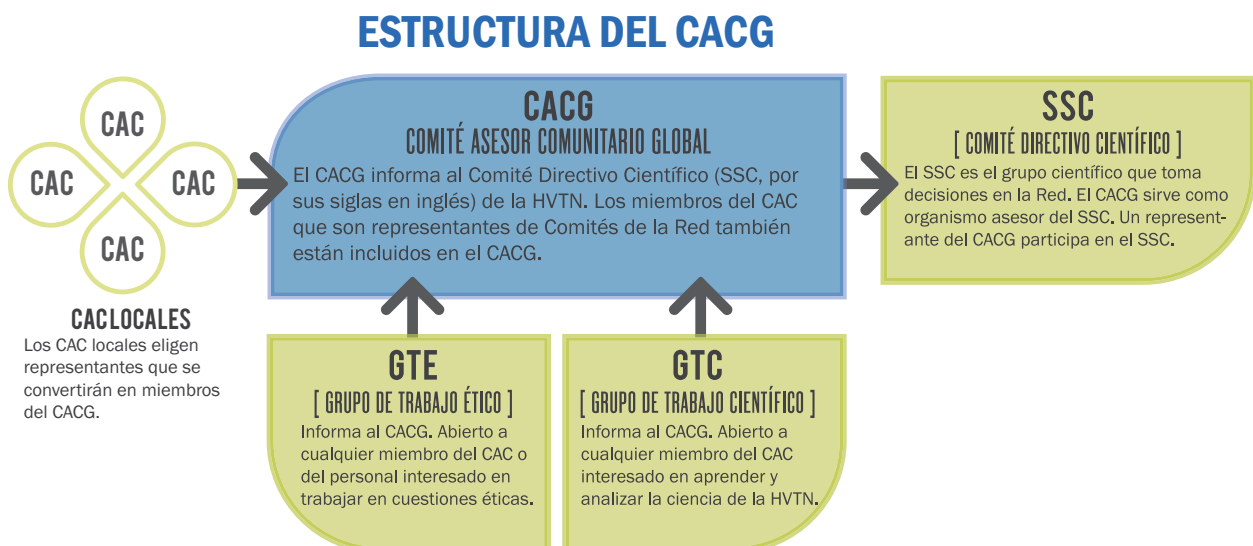 ESTRUCTURA DEL CACG
CAC
CAC
CAC
CAC
CAC LOCALES
Los CAC locales eligen
representantes que se
convertirán en miembros
del CACG.
CACG
COMITÉ ASESOR COMUNITARIO GLOBAL
El CACG informa al Comité Directivo Científico (SSC, por
sus siglas en inglés) de la HVTN. Los miembros del CAC
que son representantes de Comités de la Red también
están incluidos en el CACG.
SSC
[ COMITÉ DIRECTIVO CIENTÍFICO ]
El SSC es el grupo científico que toma
decisiones en la Red. El CACG sirve como
organismo asesor del SSC. Un represent-
ante del CACG participa en el SSC.
GTE
[ GRUPO DE TRABAJO ÉTICO ]
Informa al CACG. Abierto a
cualquier miembro del CAC o
del personal interesado en
trabajar en cuestiones éticas.
GTC
[ GRUPO DE TRABAJO CIENTÍFICO ]
Informa al CACG. Abierto a
cualquier miembro del CAC
interesado en aprender y
analizar la ciencia de la HVTN.